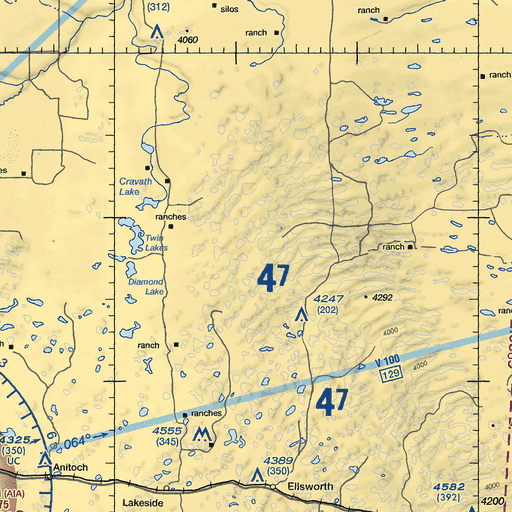 (312)
silos
ranch
4060
ranch
ranch
Cravath
Lake
ranches
Twin
Lakes
ranch
Diamond
Lake
47
4247
(202)
4292
4000
ranch
V 100
129
4000
47
ranches
064°
4555
(345)
4325
(350)
UC
4389
(350)
Anitoch
Ellsworth
4582
(392)
(AIA)
Lakeside
4200